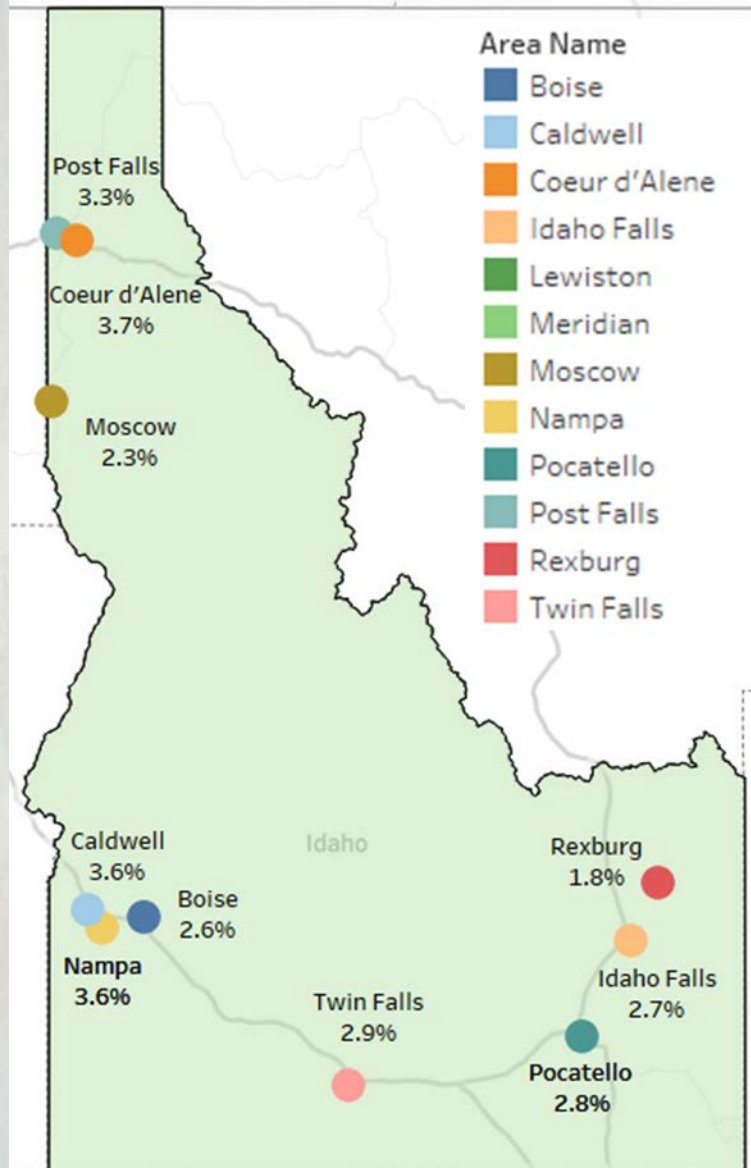 Area Name
Boise
Caldwell
Coeur d'Alene
Idaho Falls
Lewiston
Meridian
Moscow
Nampa
Pocatello
Post Falls
Rexburg
Twin Falls
Post Falls
3.3%
Coeur d'Alene
3.7%
Moscow
2.3%
Idaho
Caldwell
3.6%
Boise
2.6%
Nampa
3.6%
Rexburg
1.8%
Idaho Falls
2.7%
Twin Falls
2.9%
Pocatello
2.8%